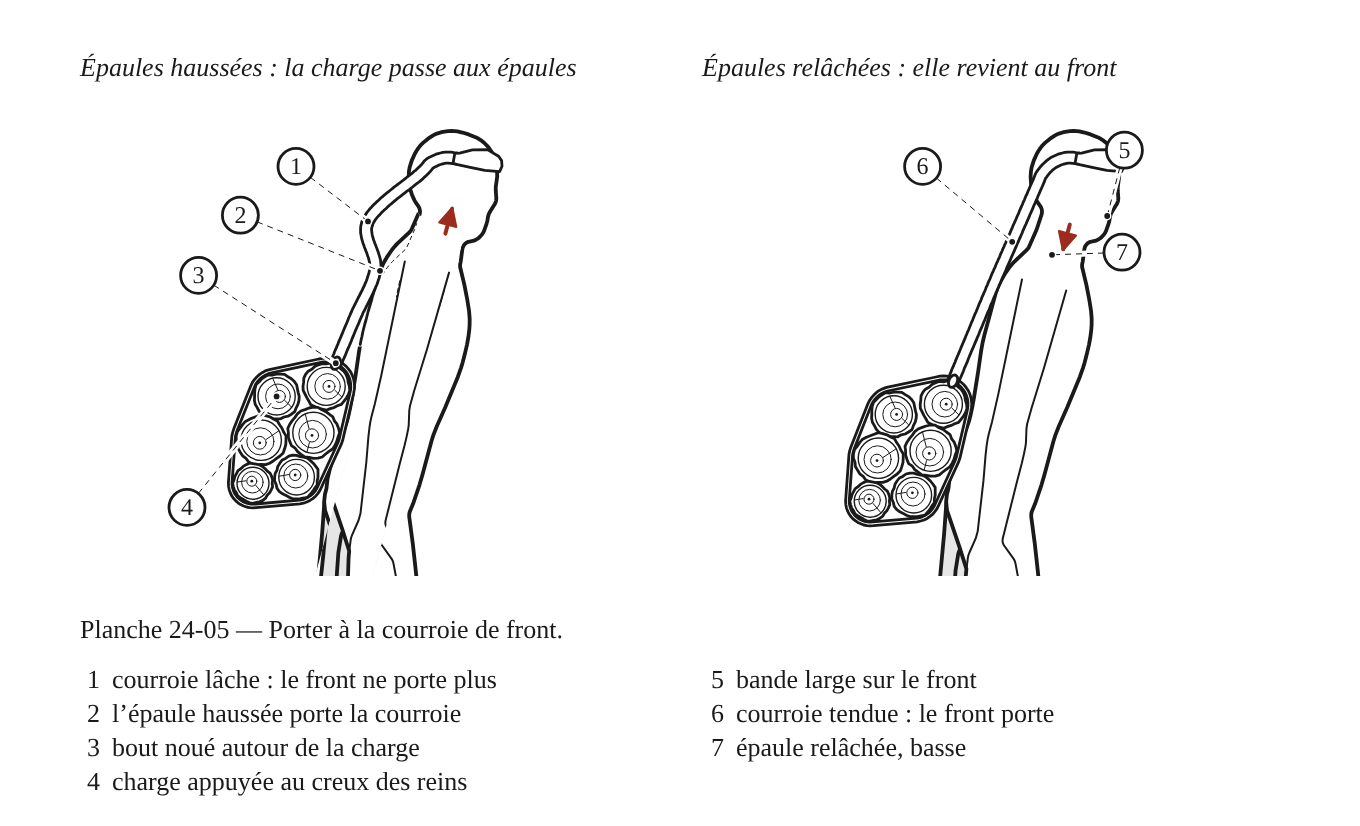 Épaules haussées : la charge passe aux épaules
Épaules relâchées : elle revient au front
1
2
3
4
5
6
7
Planche 24-05 — Porter à la courroie de front.
1 courroie lâche : le front ne porte plus
2 l’épaule haussée porte la courroie
3 bout noué autour de la charge
4 charge appuyée au creux des reins
5 bande large sur le front
6 courroie tendue : le front porte
7 épaule relâchée, basse